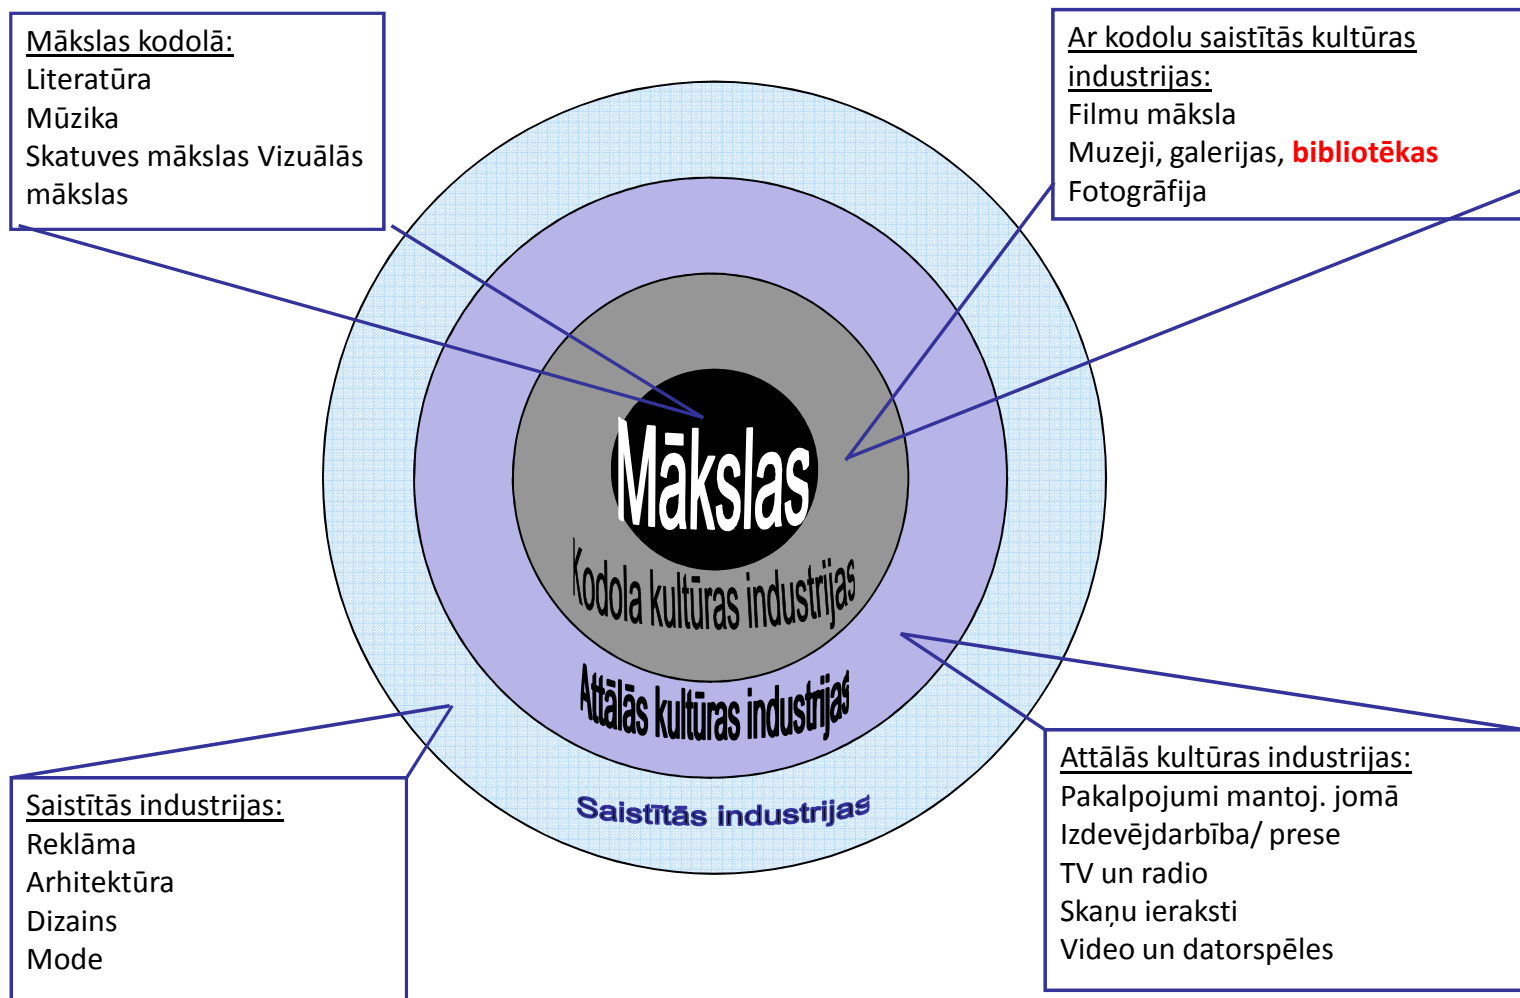 Mākslas kodolā:
Literatūra
Mūzika
Skatuves mākslas Vizuālās
mākslas
Ar kodolu saistītās kultūras
industrijas:
Filmu māksla
Muzeji, galerijas, bibliotēkas
Fotogrāfija
Mākslas
Kodola kultūras industrijas
Attālās kultūras industrijas
Saistītās industrijas
Saistītās industrijas:
Reklāma
Arhitektūra
Dizains
Mode
Attālās kultūras industrijas:
Pakalpojumi mantoj. jomā
Izdevējdarbība/ prese
TV un radio
Skaņu ieraksti
Video un datorspēles